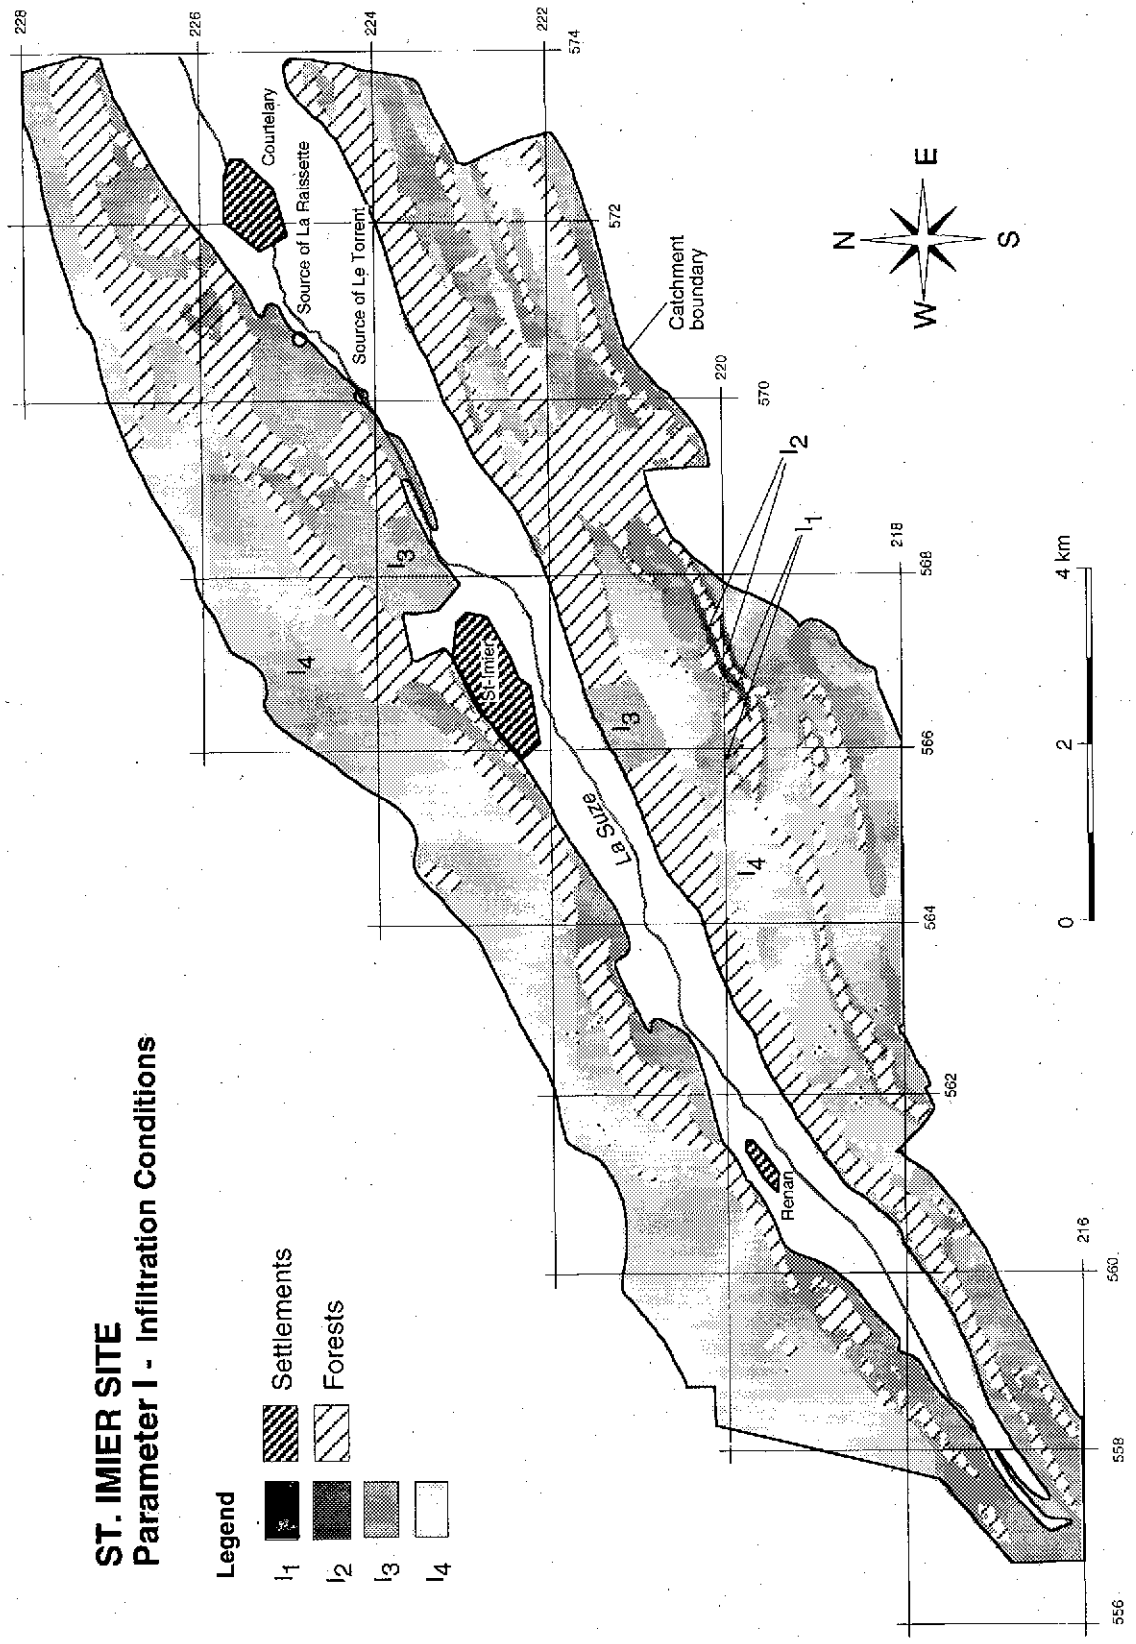 ST. IMIER SITE
Parameter I - Infiltration Conditions
Legend
I1
I2
I3
I4
Settlements
Forests
228
226
224
222
574
572
220
570
218
568
566
564
562
216
560
558
556
Courtelary
Source of La Raissette
Source of Le Torrent
Catchment
boundary
N
E
S
W
I2
I1
I3
I4
St-Imier
I3
La Suze
I4
Renan
0
2
4 km